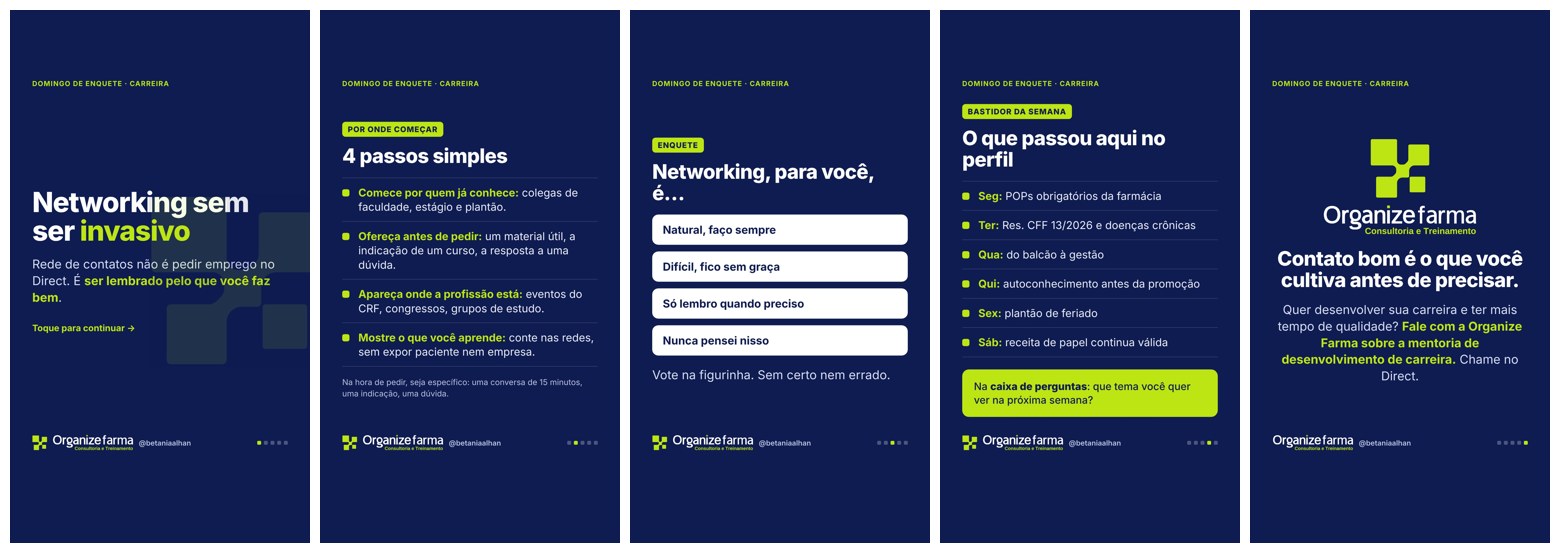 DOMINGO DE ENQUETE · CARREIRA
Networking sem
ser invasivo
Rede de contatos não é pedir emprego no
Direct. É ser lembrado pelo que você faz
bem.
Toque para continuar →
Organizefarma
Consultoria e Treinamento
@betaniaalhan
DOMINGO DE ENQUETE · CARREIRA
POR ONDE COMEÇAR
4 passos simples
Comece por quem já conhece: colegas de
faculdade, estágio e plantão.
Ofereça antes de pedir: um material útil, a
indicação de um curso, a resposta a uma
dúvida.
Apareça onde a profissão está: eventos do
CRF, congressos, grupos de estudo.
Mostre o que você aprende: conte nas redes,
sem expor paciente nem empresa.
Na hora de pedir, seja específico: uma conversa de 15 minutos,
uma indicação, uma dúvida.
Organizefarma
Consultoria e Treinamento
@betaniaalhan
DOMINGO DE ENQUETE · CARREIRA
ENQUETE
Networking, para você,
é…
Natural, faço sempre
Difícil, fico sem graça
Só lembro quando preciso
Nunca pensei nisso
Vote na figurinha. Sem certo nem errado.
Organizefarma
Consultoria e Treinamento
@betaniaalhan
DOMINGO DE ENQUETE · CARREIRA
BASTIDOR DA SEMANA
O que passou aqui no
perfil
Seg: POPs obrigatórios da farmácia
Ter: Res. CFF 13/2026 e doenças crônicas
Qua: do balcão à gestão
Qui: autoconhecimento antes da promoção
Sex: plantão de feriado
Sáb: receita de papel continua válida
Na caixa de perguntas: que tema você quer
ver na próxima semana?
Organizefarma
Consultoria e Treinamento
@betaniaalhan
DOMINGO DE ENQUETE · CARREIRA
Organizefarma
Consultoria e Treinamento
Contato bom é o que você
cultiva antes de precisar.
Quer desenvolver sua carreira e ter mais
tempo de qualidade? Fale com a Organize
Farma sobre a mentoria de
desenvolvimento de carreira. Chame no
Direct.
Organizefarma
Consultoria e Treinamento
@betaniaalhan